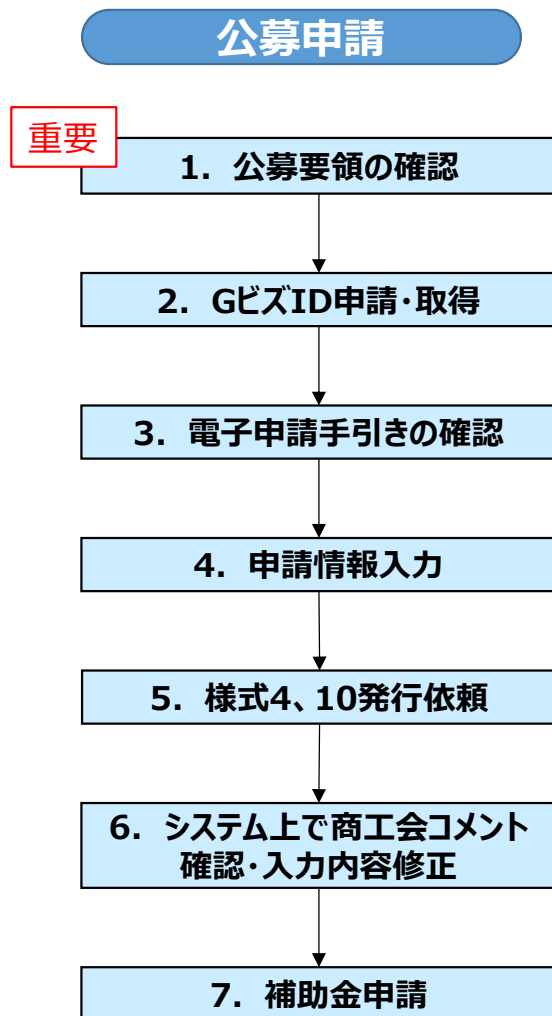 公募申請
重要
1. 公募要領の確認
2. GビズID申請・取得
3. 電子申請手引きの確認
4. 申請情報入力
5. 様式4、10発行依頼
6. システム上で商工会コメント
確認・入力内容修正
7. 補助金申請